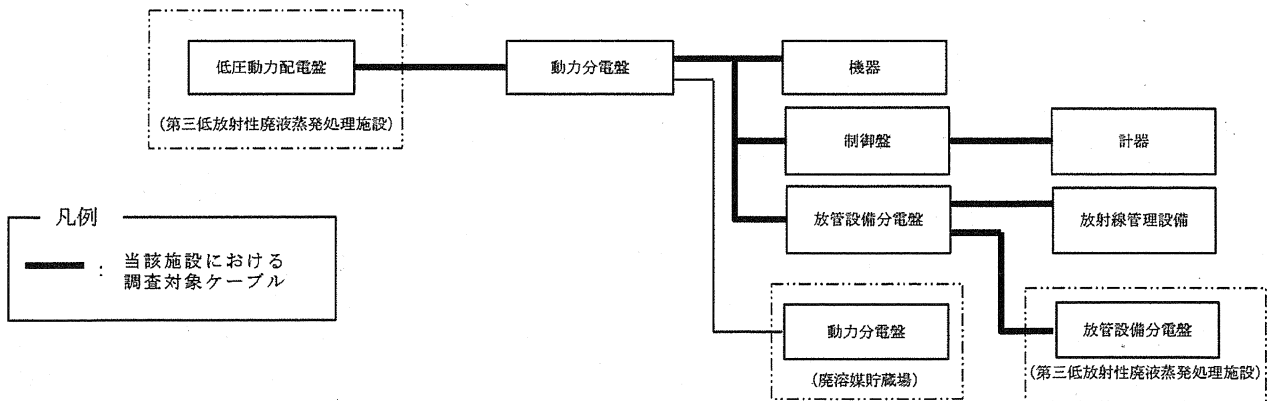 低圧動力配電盤
(第三低放射性廃液蒸発処理施設)
動力分電盤
機器
制御盤
計器
放管設備分電盤
放射線管理設備
動力分電盤
(廃溶媒貯蔵場)
放管設備分電盤
(第三低放射性廃液蒸発処理施設)
凡例
: 当該施設における
調査対象ケーブル